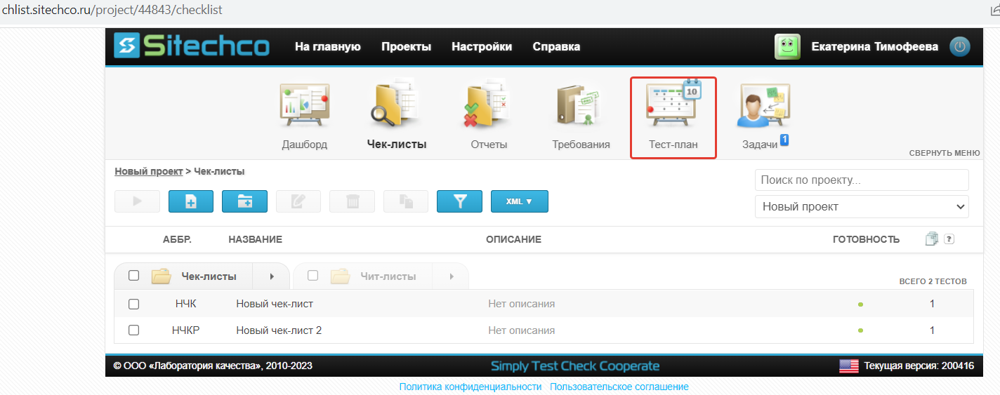 chlist.sitechco.ru/project/44843/checklist
Sitechco На главную Проекты Настройки Справка Екатерина Тимофеева
10
Дашборд Чек-листы Отчеты Требования Тест-план Задачи 1
СВЕРНУТЬ МЕНЮ
Новый проект > Чек-листы
Поиск по проекту...
XML ▼
Новый проект
АББР. НАЗВАНИЕ ОПИСАНИЕ ГОТОВНОСТЬ ?
Чек-листы Чит-листы
ВСЕГО 2 ТЕСТОВ
НЧК Новый чек-лист Нет описания 1
НЧКР Новый чек-лист 2 Нет описания 1
© ООО «Лаборатория качества», 2010-2023 Simply Test Check Cooperate Текущая версия: 200416
Политика конфиденциальности Пользовательское соглашение